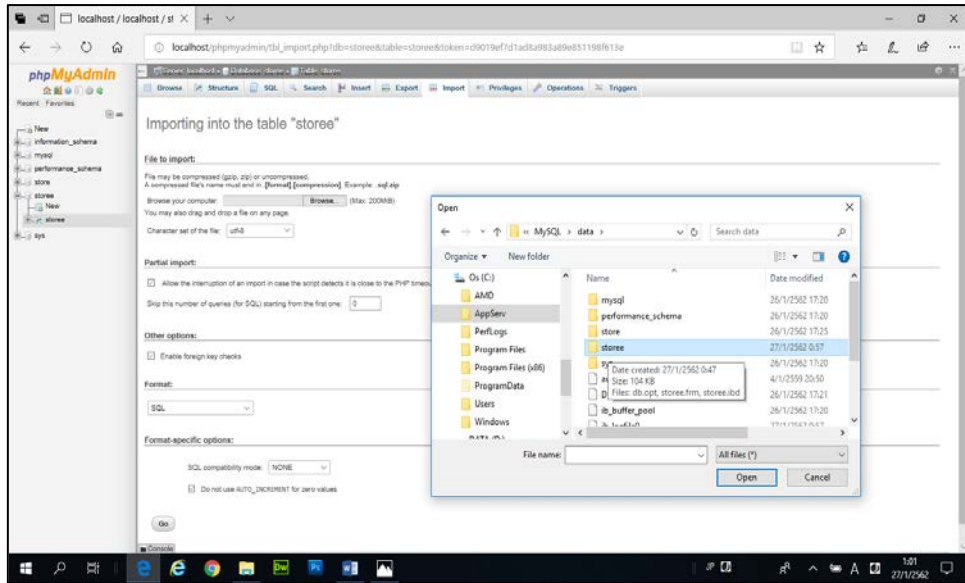 localhost / localhost / st
localhost/phpmyadmin/tbl_import.php?db=storee&table=storee&token=d9019ef7d1ad8a983a89e851198f613e
phpMyAdmin
Recent Favorites
New
information_schema
mysql
performance_schema
store
storee
New
storee
sys
Browse Structure SQL Search Insert Export Import Privileges Operations Triggers
Importing into the table "storee"
File to import:
File may be compressed (gzip, zip) or uncompressed.
A compressed file's name must end in .[format].[compression]. Example: .sql.zip
Browse your computer: Browse... (Max: 200MiB)
You may also drag and drop a file on any page.
Character set of the file: utf-8
Partial import:
Allow the interruption of an import in case the script detects it is close to the PHP timeou
Skip this number of queries (for SQL) starting from the first one: 0
Other options:
Enable foreign key checks
Format:
SQL
Format-specific options:
SQL compatibility mode: NONE
Do not use AUTO_INCREMENT for zero values
Go
Console
Open
« MySQL > data > Search data
Organize New folder
Os (C:)
AMD
AppServ
PerfLogs
Program Files
Program Files (x86)
ProgramData
Users
Windows
Name Date modified
mysql 26/1/2562 17:20
performance_schema 26/1/2562 17:20
store 26/1/2562 17:25
storee 27/1/2562 0:57
26/1/2562 17:20
4/1/2559 20:50
26/1/2562 17:21
ib_buffer_pool 26/1/2562 17:20
Date created: 27/1/2562 0:47
Size: 104 KB
Files: db.opt, storee.frm, storee.ibd
File name: All files (*)
Open Cancel
1:01
27/1/2562